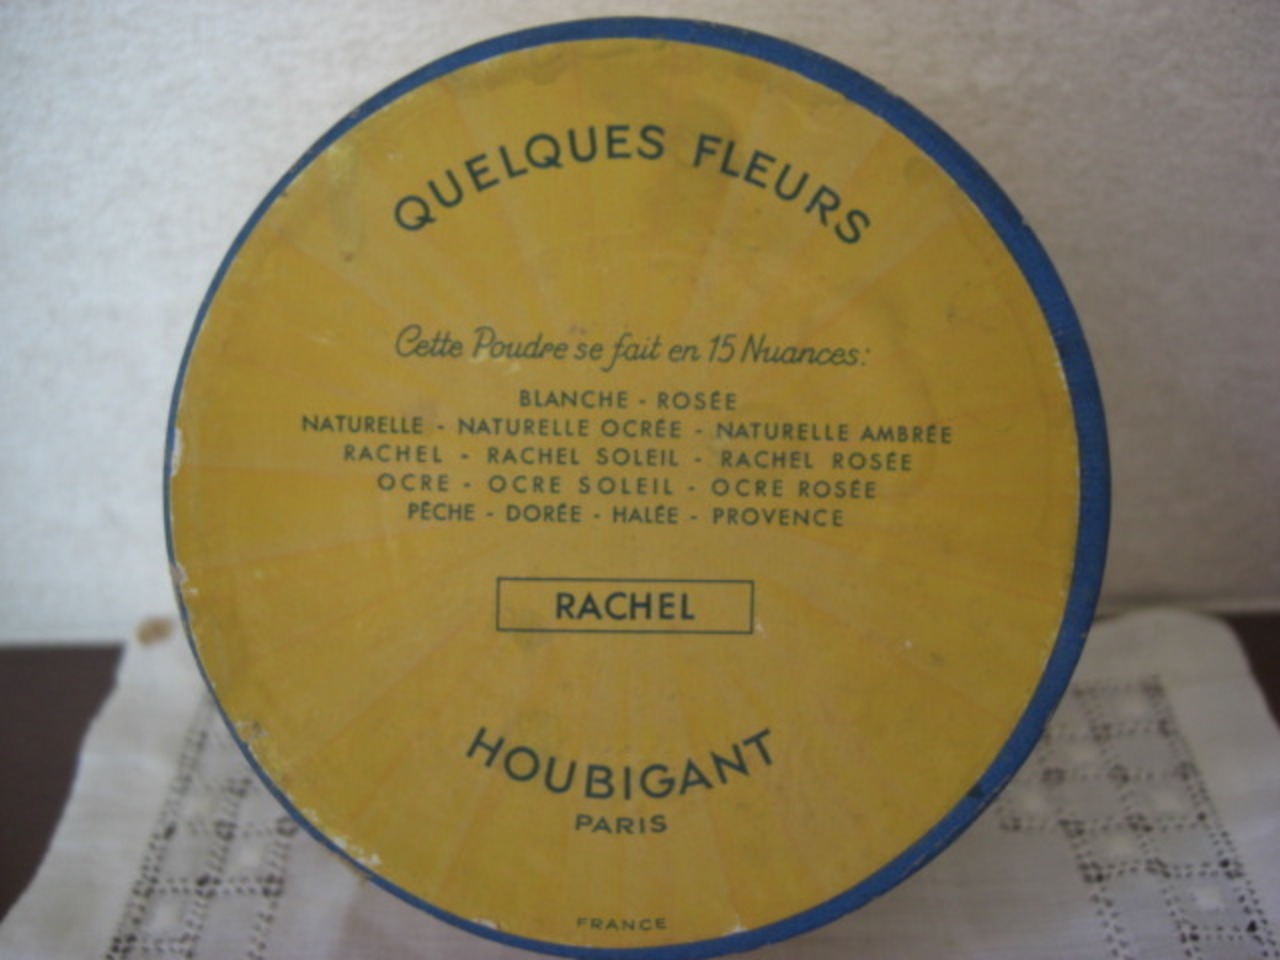 QUELQUES FLEURS
Cette Poudre se fait en 15 Nuances:
BLANCHE - ROSÉE
NATURELLE - NATURELLE OCRÉE - NATURELLE AMBRÉE
RACHEL - RACHEL SOLEIL - RACHEL ROSÉE
OCRE - OCRE SOLEIL - OCRE ROSÉE
PÊCHE - DORÉE - HALÉE - PROVENCE
RACHEL
HOUBIGANT
PARIS
FRANCE